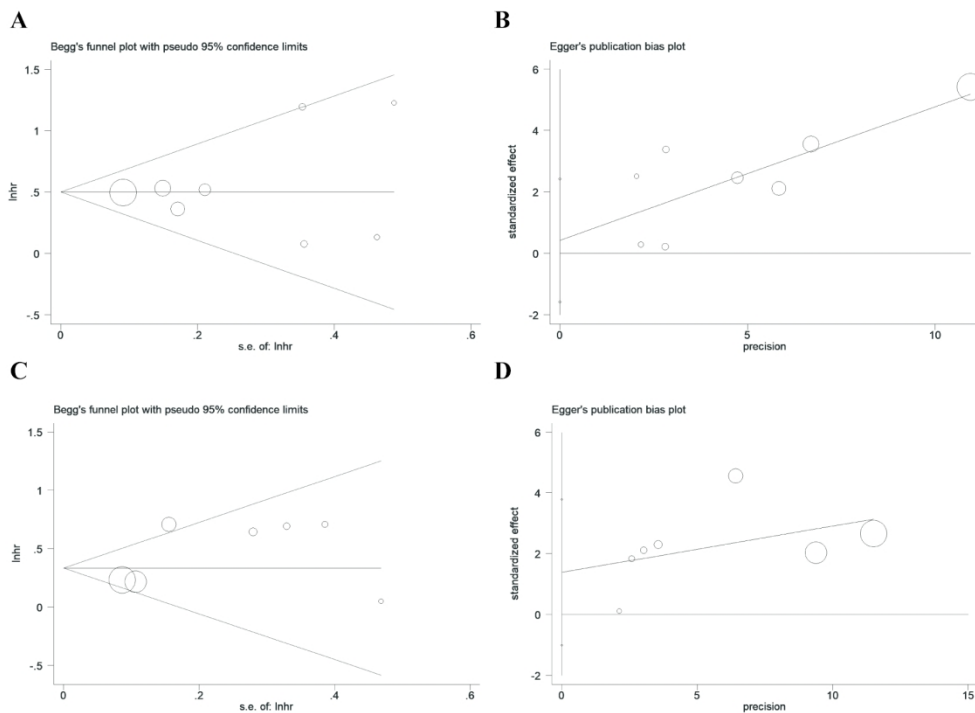 A
Begg's funnel plot with pseudo 95% confidence limits
1.5
1
.5
0
-.5
lnhr
0
.2
.4
.6
s.e. of: lnhr
B
Egger's publication bias plot
6
4
2
0
-2
standardized effect
0
5
10
precision
C
Begg's funnel plot with pseudo 95% confidence limits
1.5
1
.5
0
-.5
lnhr
0
.2
.4
.6
s.e. of: lnhr
D
Egger's publication bias plot
6
4
2
0
-2
standardized effect
0
5
10
15
precision